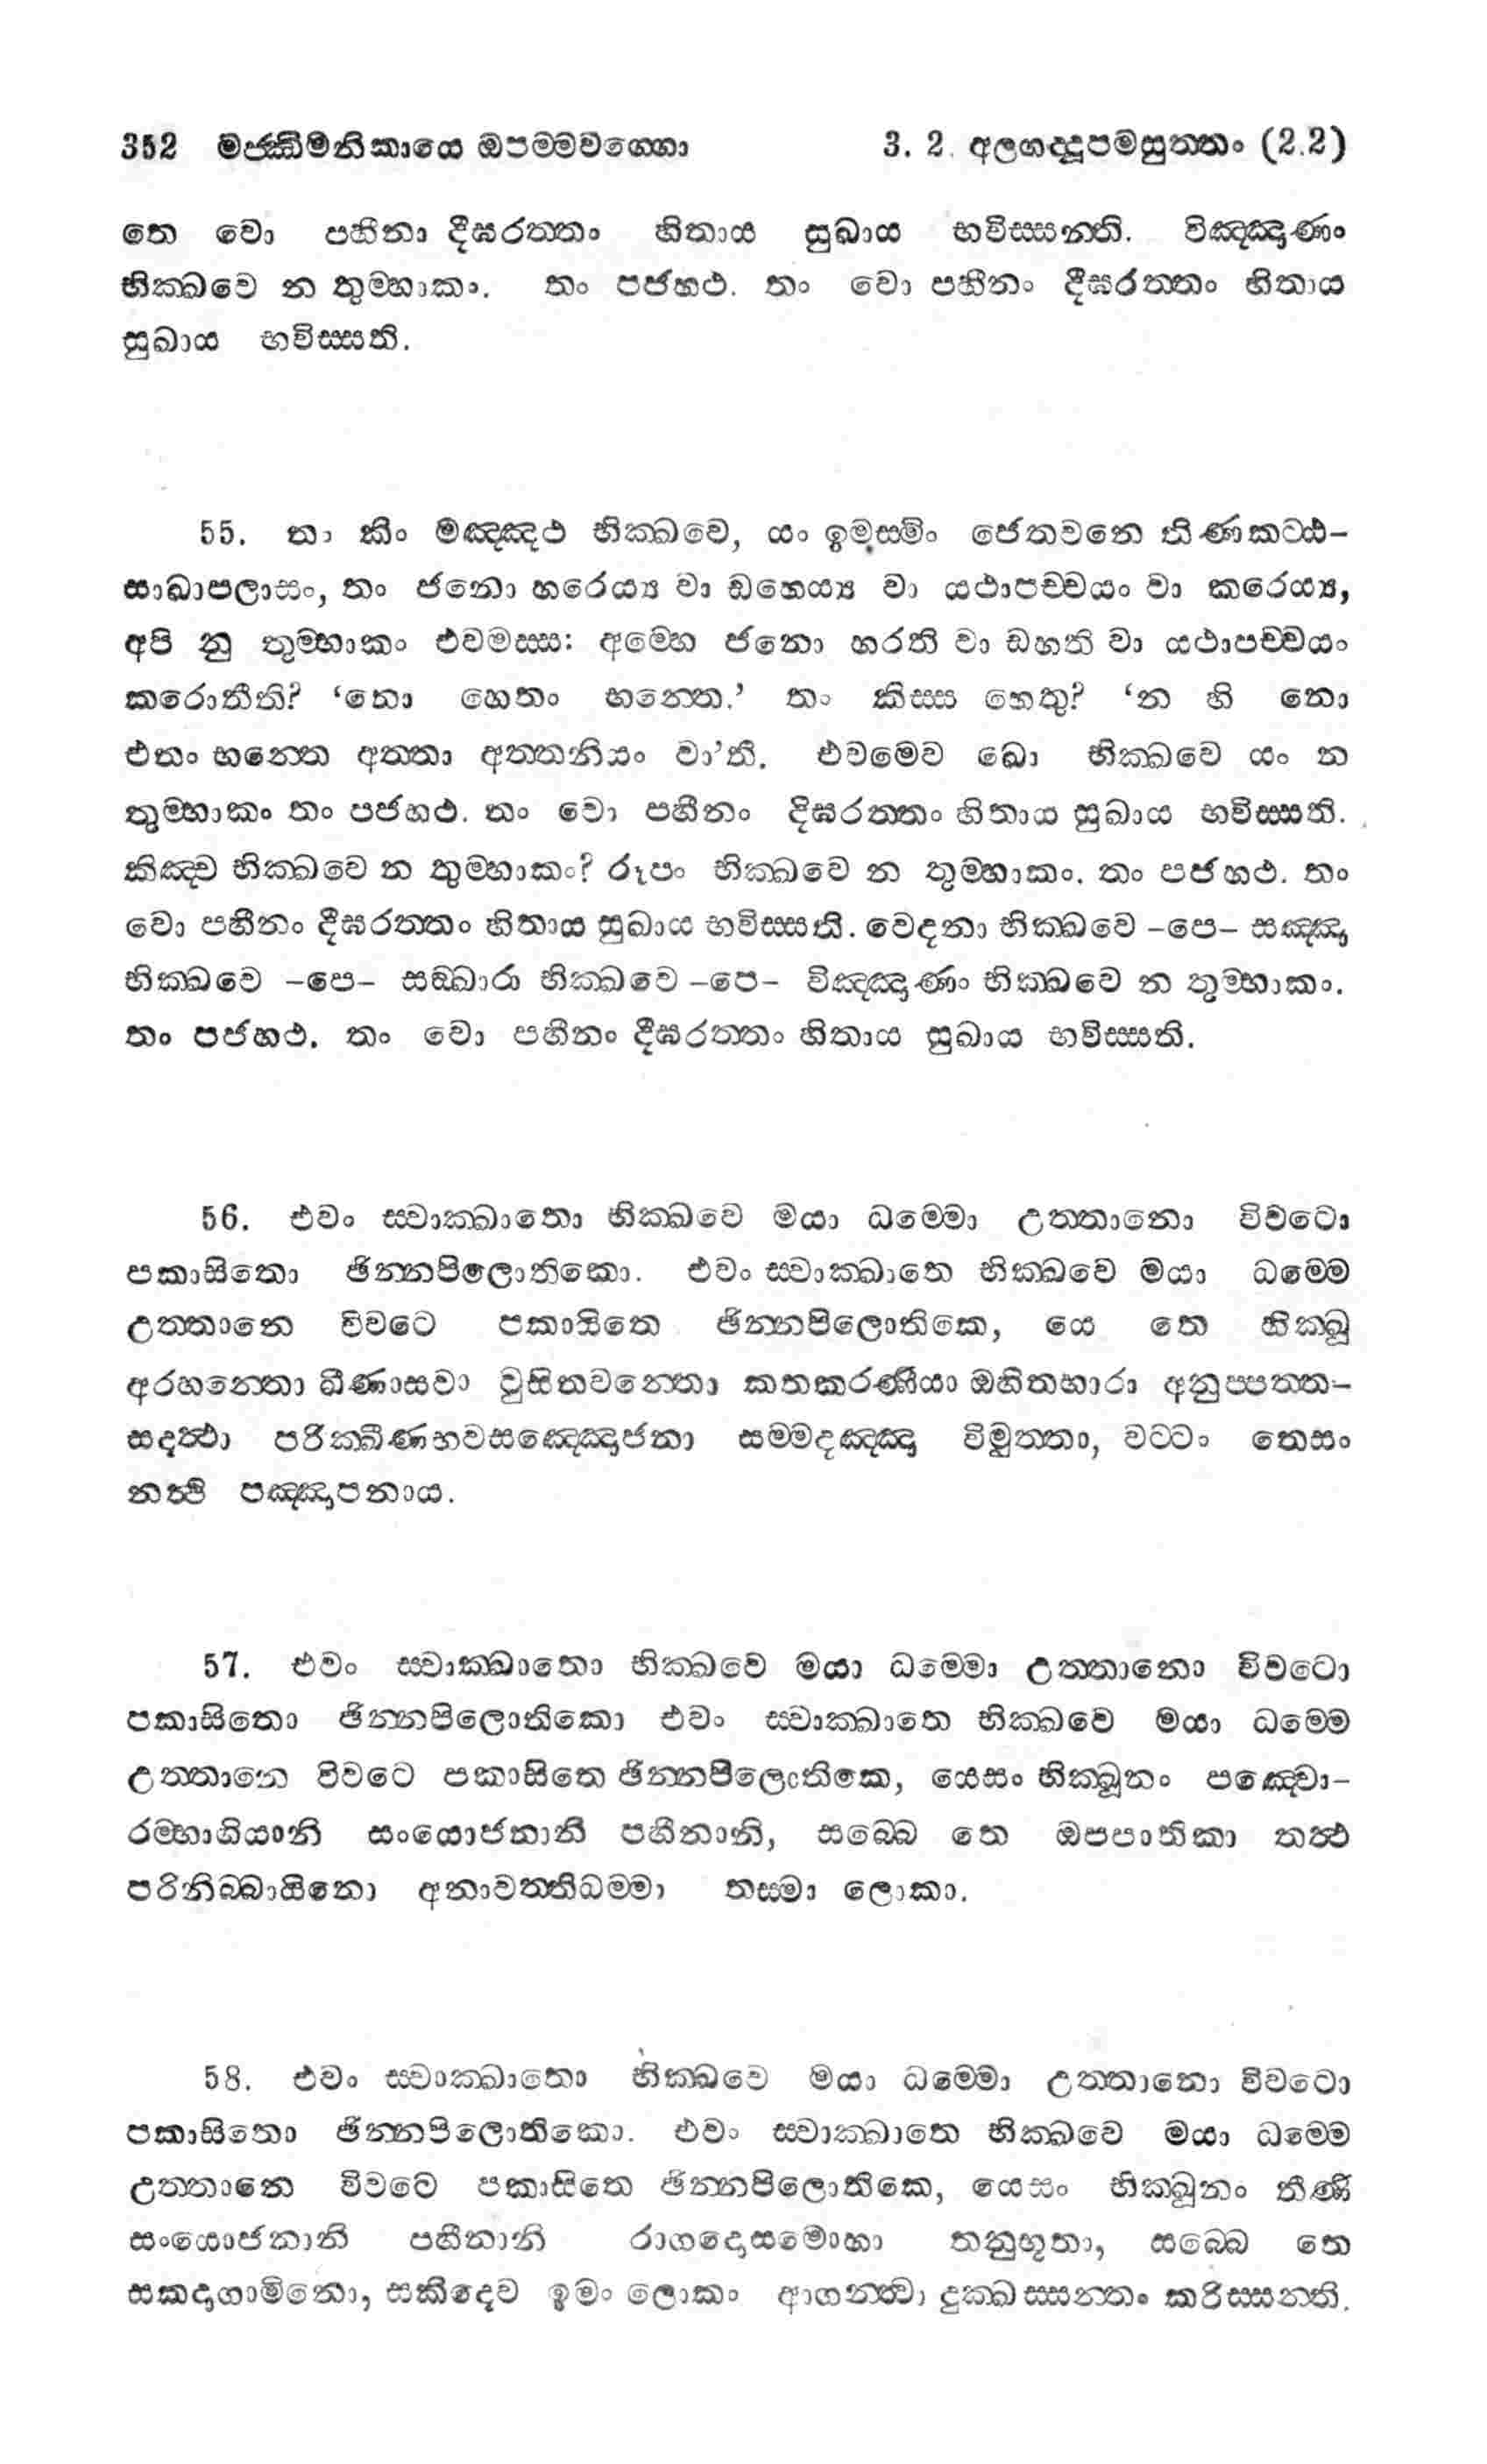 352 මජ්ඣිමනිකායෙ ඔපම්මවග්ගො 3. 2. අලගද්දූපමසුත්තං (2.2)
තෙ වො පහීනා දීඝරත්තං හිතාය සුඛාය භවිස්සන්ති. විඤ්ඤාණං
භික්ඛවෙ න තුම්හාකං. තං පජහථ. තං වො පහීනං දීඝරත්තං හිතාය
සුඛාය භවිස්සති.
55. තං කිං මඤ්ඤථ භික්ඛවෙ, යං ඉමස්මිං ජෙතවනෙ තිණකට්ඨ-
සාඛාපලාසං, තං ජනො හරෙය්‍ය වා ඩහෙය්‍ය වා යථාපච්චයං වා කරෙය්‍ය,
අපි නු තුම්හාකං එවමස්ස: අම්හෙ ජනො හරති වා ඩහති වා යථාපච්චයං
කරොතීති? ‘නො හෙතං භන්තෙ.’ තං කිස්ස හෙතු? ‘න හි නො
එතං භන්තෙ අත්තා අත්තනියං වා’ති. එවමෙව ඛො භික්ඛවෙ යං න
තුම්හාකං තං පජහථ. තං වො පහීනං දීඝරත්තං හිතාය සුඛාය භවිස්සති.
කිඤ්ච භික්ඛවෙ න තුම්හාකං? රූපං භික්ඛවෙ න තුම්හාකං. තං පජහථ. තං
වො පහීනං දීඝරත්තං හිතාය සුඛාය භවිස්සති. වෙදනා භික්ඛවෙ –පෙ– සඤ්ඤා
භික්ඛවෙ –පෙ– සඞ්ඛාරා භික්ඛවෙ –පෙ– විඤ්ඤාණං භික්ඛවෙ න තුම්හාකං.
තං පජහථ. තං වො පහීනං දීඝරත්තං හිතාය සුඛාය භවිස්සති.
56. එවං ස්වාක්ඛාතො භික්ඛවෙ මයා ධම්මො උත්තානො විවටො
පකාසිතො ඡින්නපිලොතිකො. එවං ස්වාක්ඛාතෙ භික්ඛවෙ මයා ධම්මෙ
උත්තානෙ විවටෙ පකාසිතෙ ඡින්නපිලොතිකෙ, යෙ තෙ භික්ඛූ
අරහන්තො ඛීණාසවා වුසිතවන්තො කතකරණීයා ඔහිතභාරා අනුප්පත්ත-
සදත්‍ථා පරික්ඛීණභවසඤ්ඤොජනා සම්මදඤ්ඤා විමුත්තා, වට්ටං තෙසං
නත්‍ථි පඤ්ඤාපනාය.
57. එවං ස්වාක්ඛාතො භික්ඛවෙ මයා ධම්මො උත්තානො විවටො
පකාසිතො ඡින්නපිලොතිකො එවං ස්වාක්ඛාතෙ භික්ඛවෙ මයා ධම්මෙ
උත්තානෙ විවටෙ පකාසිතෙ ඡින්නපිලොතිකෙ, යෙසං භික්ඛූනං පඤ්චො-
රම්භාගියානි සංයොජනානි පහීනානි, සබ්බෙ තෙ ඔපපාතිකා තත්‍ථ
පරිනිබ්බායිනො අනාවත්තිධම්මා තස්මා ලොකා.
58. එවං ස්වාක්ඛාතො භික්ඛවෙ මයා ධම්මො උත්තානො විවටො
පකාසිතො ඡින්නපිලොතිකො. එවං ස්වාක්ඛාතෙ භික්ඛවෙ මයා ධම්මෙ
උත්තානෙ විවටෙ පකාසිතෙ ඡින්නපිලොතිකෙ, යෙසං භික්ඛූනං තීණි
සංයොජනානි පහීනානි රාගදොසමොහා තනුභූතා, සබ්බෙ තෙ
සකදාගාමිනො, සකිදෙව ඉමං ලොකං ආගන්ත්‍වා දුක්ඛස්සන්තං කරිස්සන්ති.